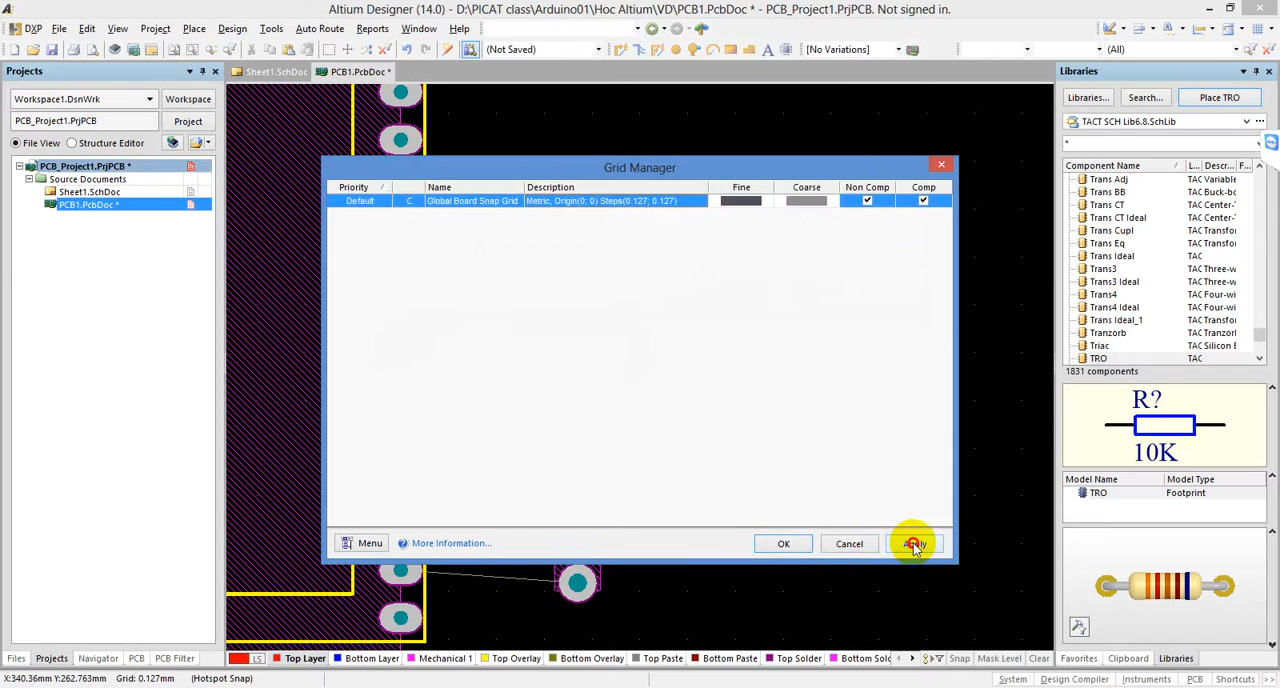 Altium Designer (14.0) - D:\PICAT class\Arduino01\Hoc Altium\VD\PCB1.PcbDoc * - PCB_Project1.PrjPCB. Not signed in.
DXP File Edit View Project Place Design Tools Auto Route Reports Window Help
(Not Saved) [No Variations] (All)
Projects
Sheet1.SchDoc PCB1.PcbDoc *
Libraries
Workspace1.DsnWrk Workspace
PCB_Project1.PrjPCB Project
File View Structure Editor
PCB_Project1.PrjPCB *
Source Documents
Sheet1.SchDoc
PCB1.PcbDoc *
Grid Manager
Priority Name Description Fine Coarse Non Comp Comp
Default C Global Board Snap Grid Metric, Origin(0; 0) Steps(0.127; 0.127)
Menu More Information... OK Cancel Apply
Libraries... Search... Place TRO
TACT SCH Lib6.8.SchLib
*
Component Name L... Descr... F...
Trans Adj TAC Variable
Trans BB TAC Buck-bo
Trans CT TAC Center-T
Trans CT Ideal TAC Center-T
Trans Cupl TAC Transfo
Trans Eq TAC Transfo
Trans Ideal TAC
Trans3 TAC Three-w
Trans3 Ideal TAC Three-w
Trans4 TAC Four-wi
Trans4 Ideal TAC Four-wi
Trans Ideal_1 TAC Transfo
Tranzorb TAC Tranzor
Triac TAC Silicon B
TRO TAC
1831 components
R?
10K
Model Name Model Type
TRO Footprint
Files Projects Navigator PCB PCB Filter
LS Top Layer Bottom Layer Mechanical 1 Top Overlay Bottom Overlay Top Paste Bottom Paste Top Solder Bottom Solc Snap Mask Level Clear
Favorites Clipboard Libraries
X:340.36mm Y:262.763mm Grid: 0.127mm (Hotspot Snap)
System Design Compiler Instruments PCB Shortcuts >>